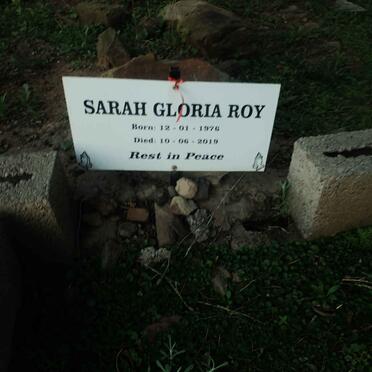 SARAH GLORIA ROY
Born: 12 - 01 - 1976
Died: 10 - 06 - 2019
Rest in Peace